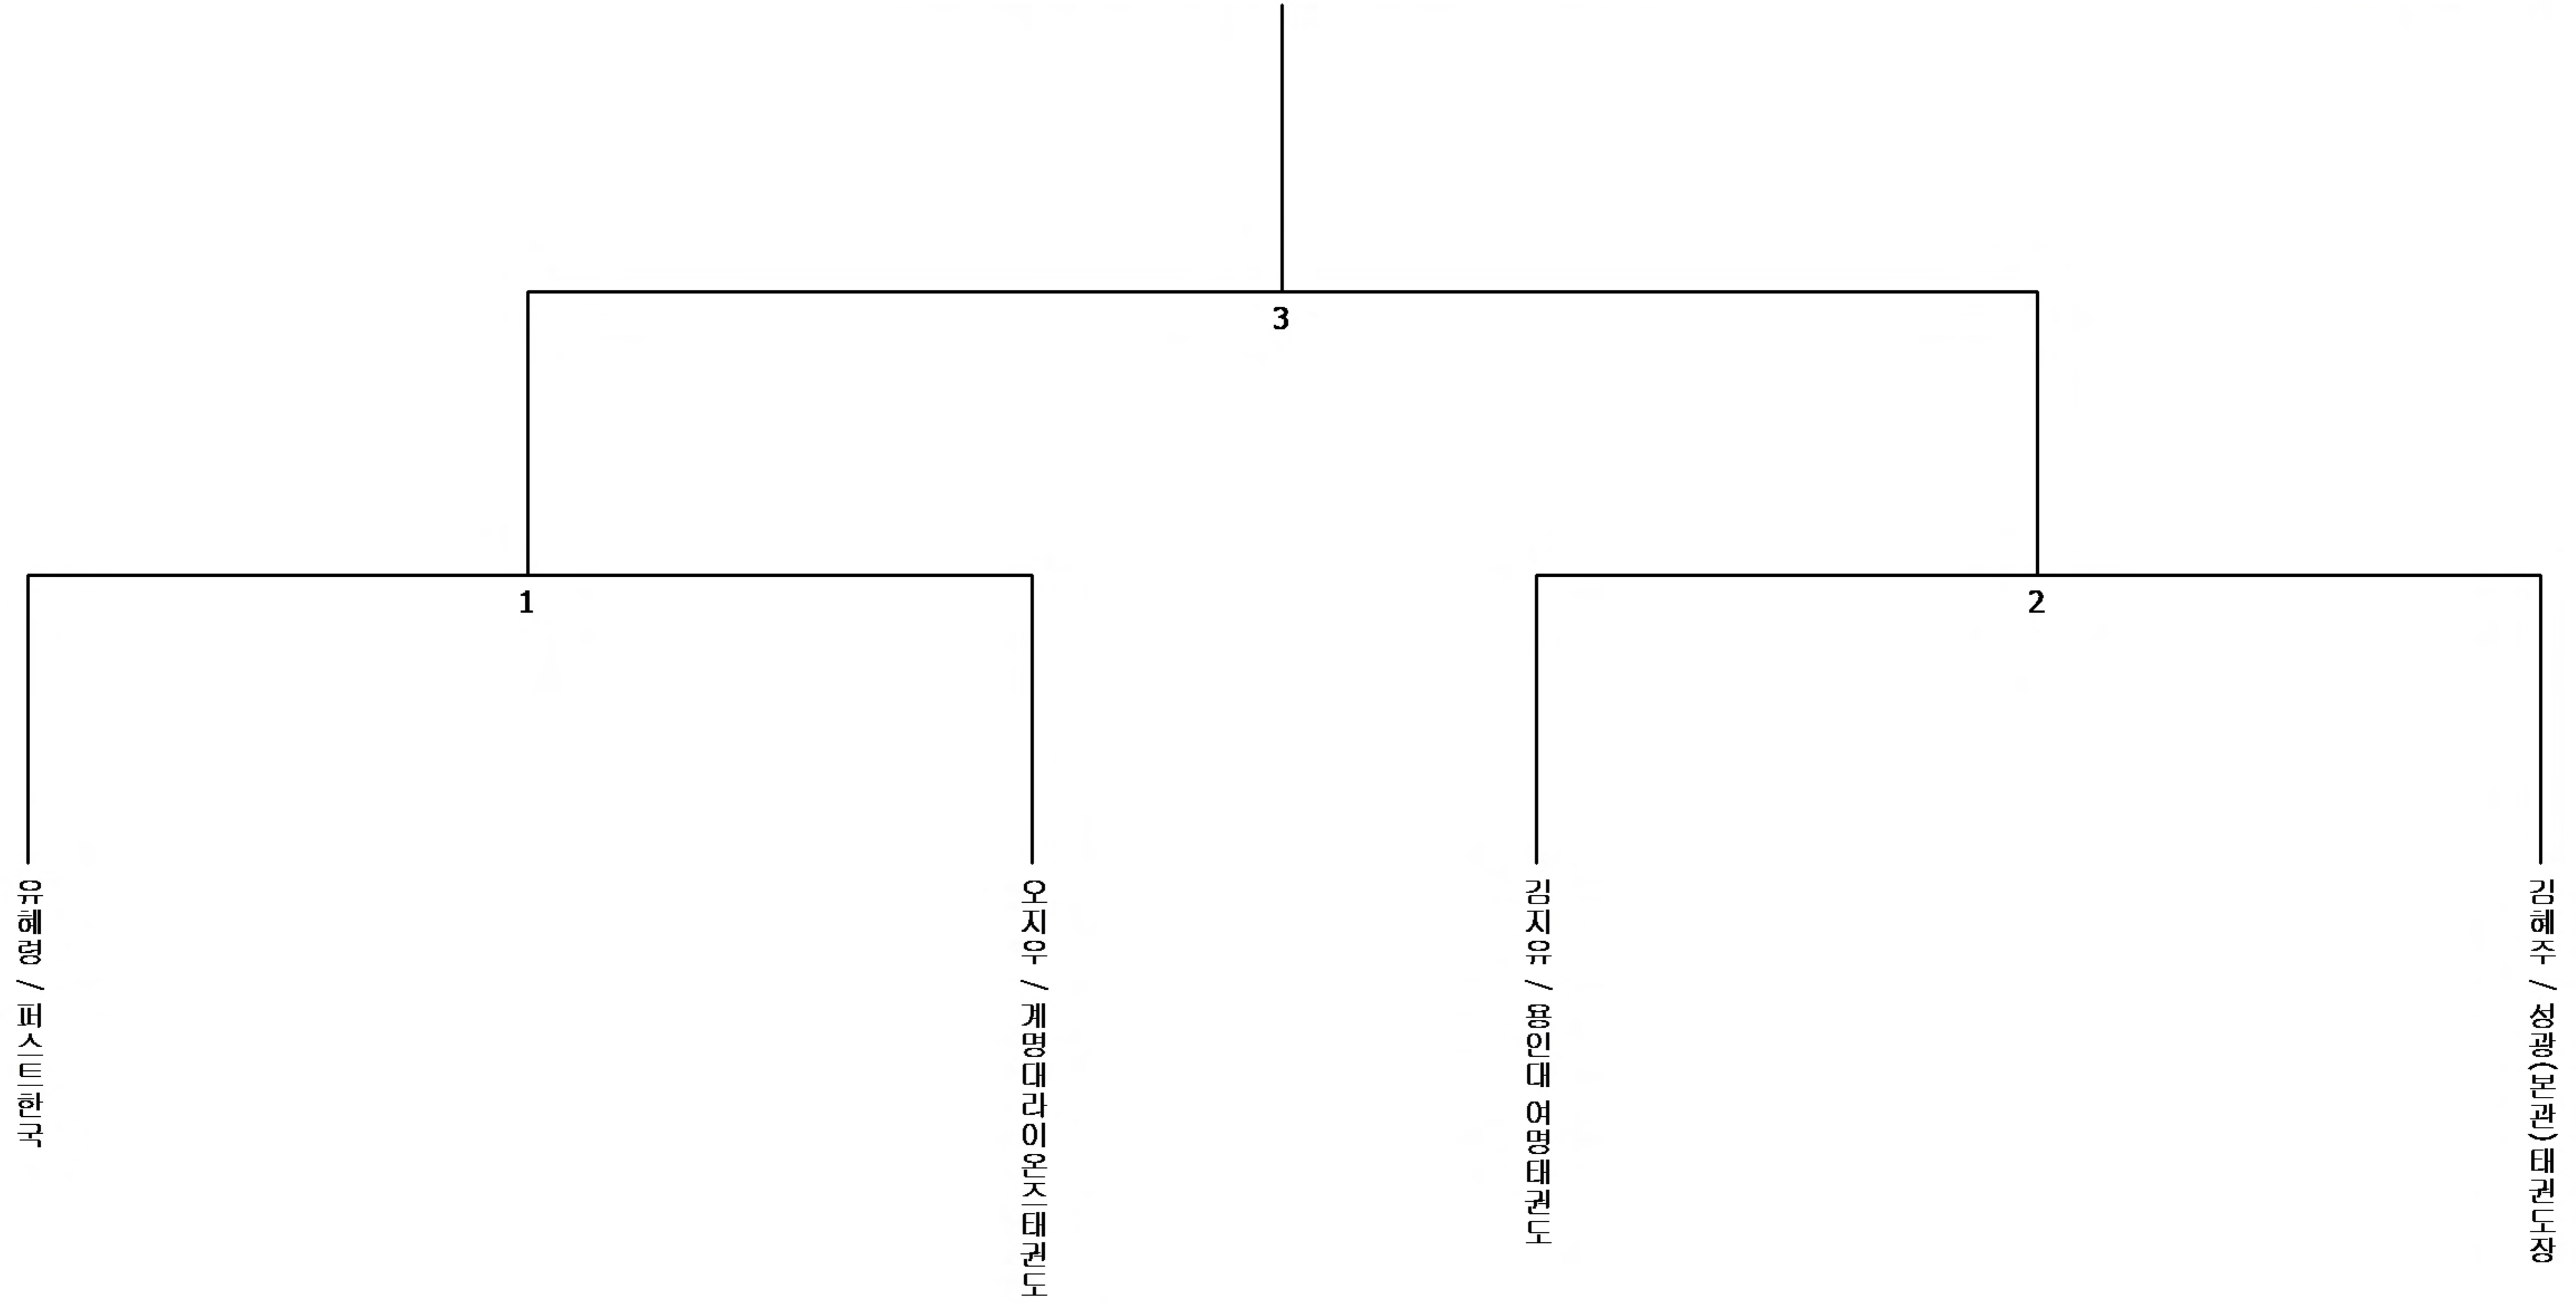 3
1
2
유혜령 / 퍼스트한국
오지우 / 계명대라이온즈태권도
김지유 / 용인대 여명태권도
김혜주 / 성광(본관)태권도장